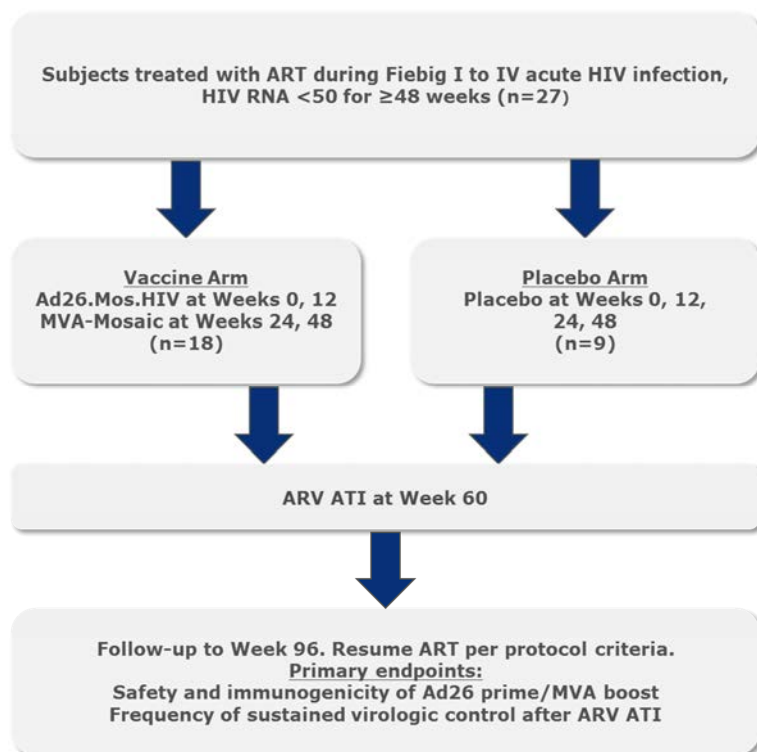 Subjects treated with ART during Fiebig I to IV acute HIV infection,
HIV RNA <50 for ≥48 weeks (n=27)
Vaccine Arm
Ad26.Mos.HIV at Weeks 0, 12
MVA-Mosaic at Weeks 24, 48
(n=18)
Placebo Arm
Placebo at Weeks 0, 12,
24, 48
(n=9)
ARV ATI at Week 60
Follow-up to Week 96. Resume ART per protocol criteria.
Primary endpoints:
Safety and immunogenicity of Ad26 prime/MVA boost
Frequency of sustained virologic control after ARV ATI